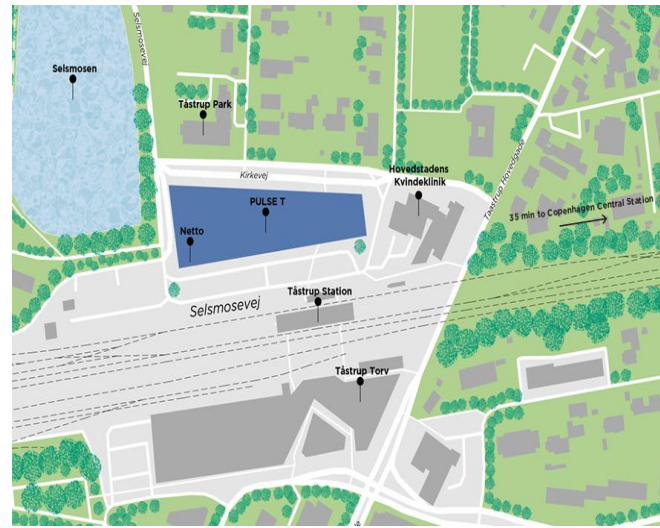 Selsmosevej
Selsmosen
Tåstrup Park
Kirkevej
Hovedstadens
Kvindeklinik
PULSE T
Netto
Taastrup Hovedgade
35 min to Copenhagen Central Station
Selsmosevej
Tåstrup Station
Tåstrup Torv